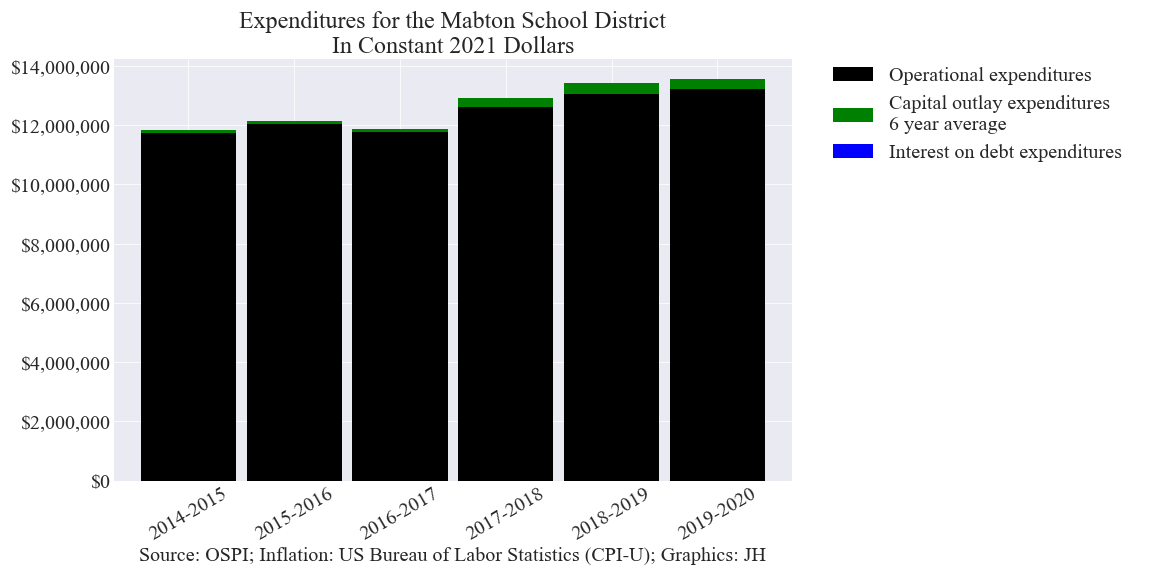 Expenditures for the Mabton School District
In Constant 2021 Dollars
$14,000,000
$12,000,000
$10,000,000
$8,000,000
$6,000,000
$4,000,000
$2,000,000
$0
2014-2015
2015-2016
2016-2017
2017-2018
2018-2019
2019-2020
Source: OSPI; Inflation: US Bureau of Labor Statistics (CPI-U); Graphics: JH
Operational expenditures
Capital outlay expenditures
6 year average
Interest on debt expenditures